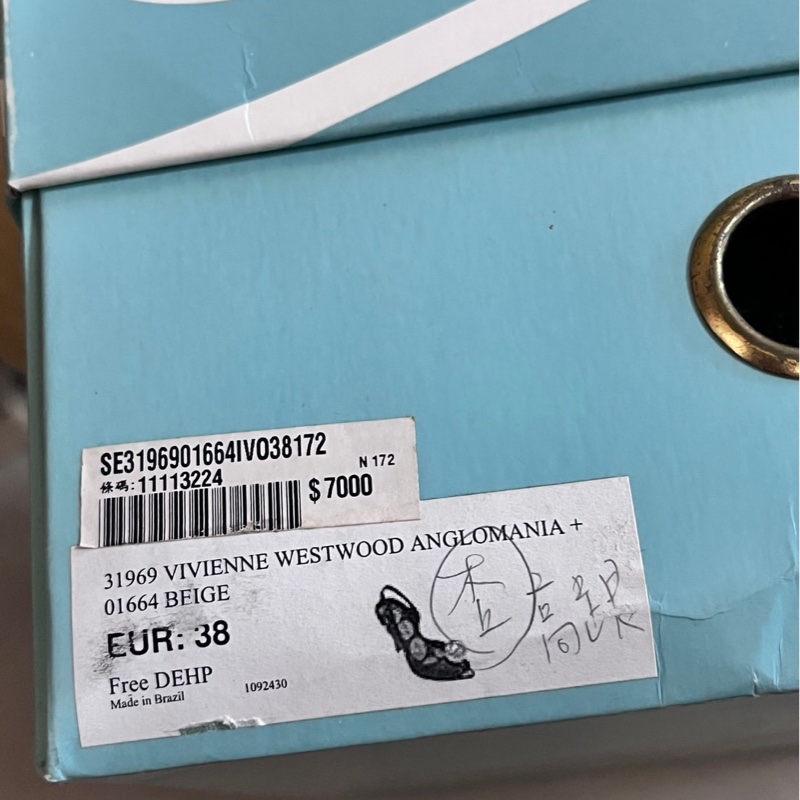 SE3196901664IVO38172
N 172
條碼:11113224
$7000
31969 VIVIENNE WESTWOOD ANGLOMANIA +
01664 BEIGE
EUR: 38
Free DEHP
Made in Brazil
1092430